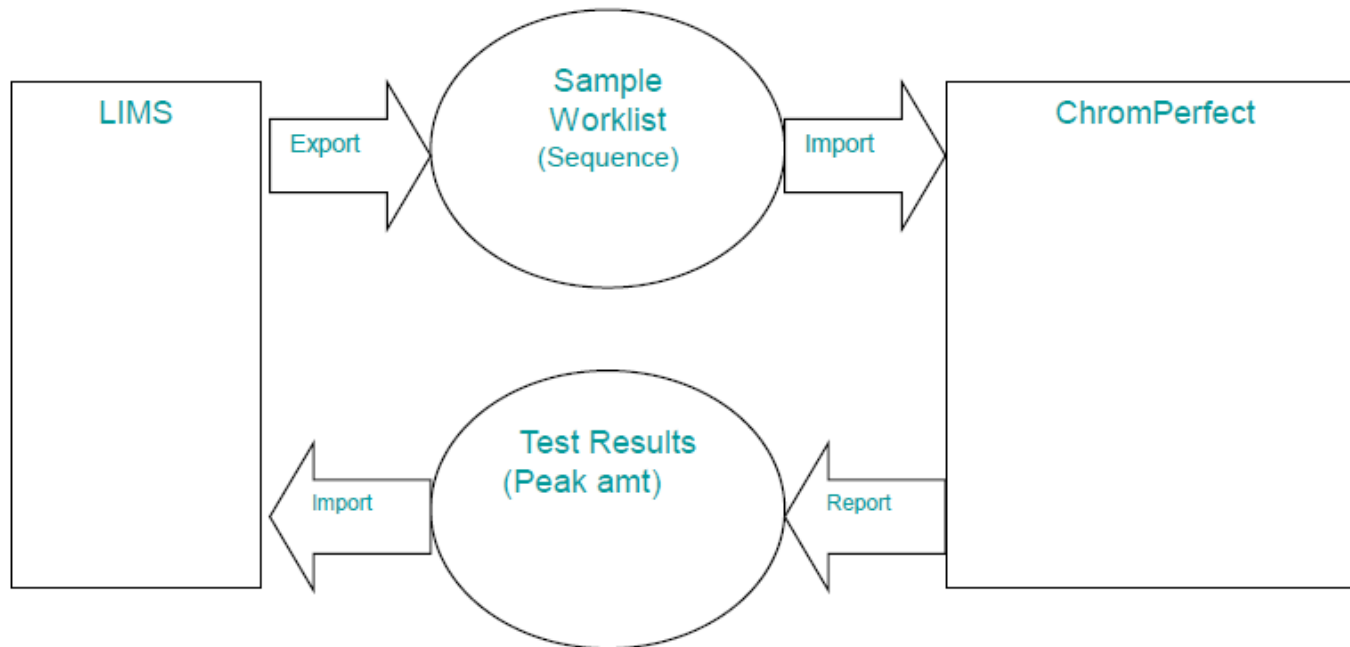 LIMS
Export
Sample
Worklist
(Sequence)
Import
ChromPerfect
Import
Test Results
(Peak amt)
Report